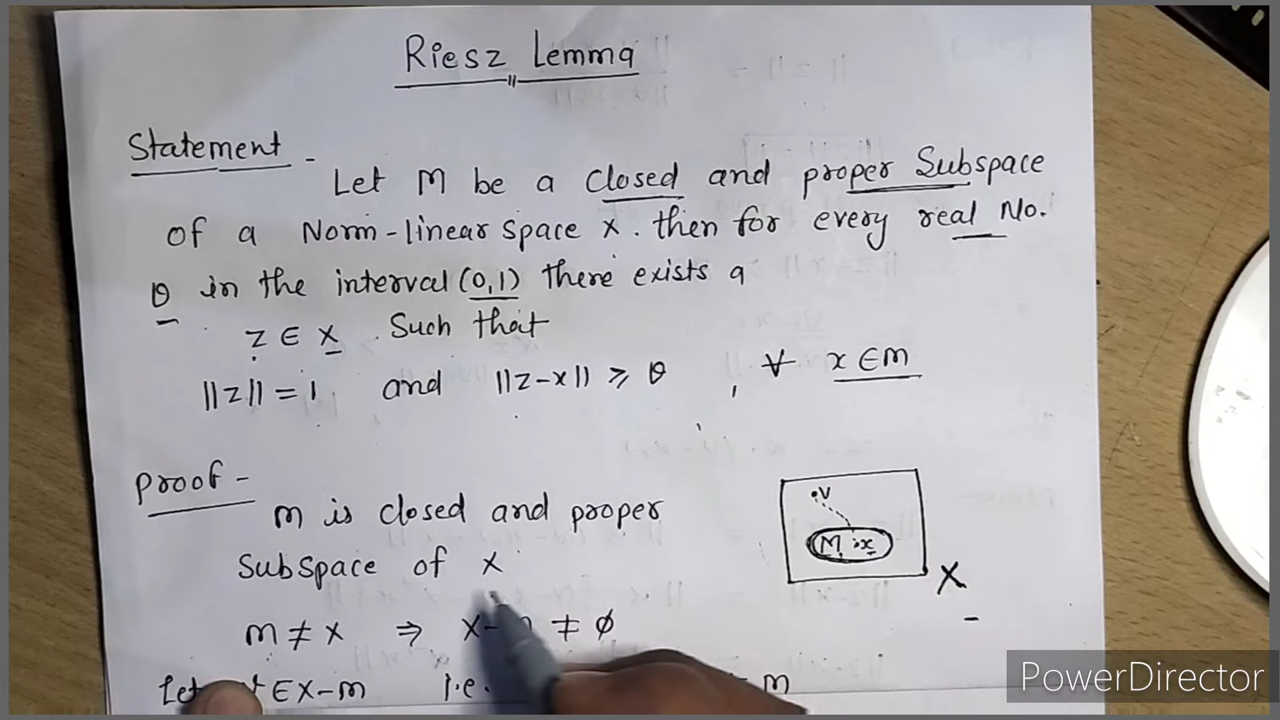 Riesz Lemma
Statement -
Let M be a closed and proper Subspace
of a Norm-linear space X. then for every real No.
θ in the interval (0,1) there exists a
z ∈ X. Such that
||z|| = 1 and ||z-x|| ⩾ θ , ∀ x ∈ M
Proof -
M is closed and proper
Subspace of X
M ≠ X ⇒ X- ≠ ϕ
Let ∈ X-M i.e. M
.V
M .x
X
PowerDirector